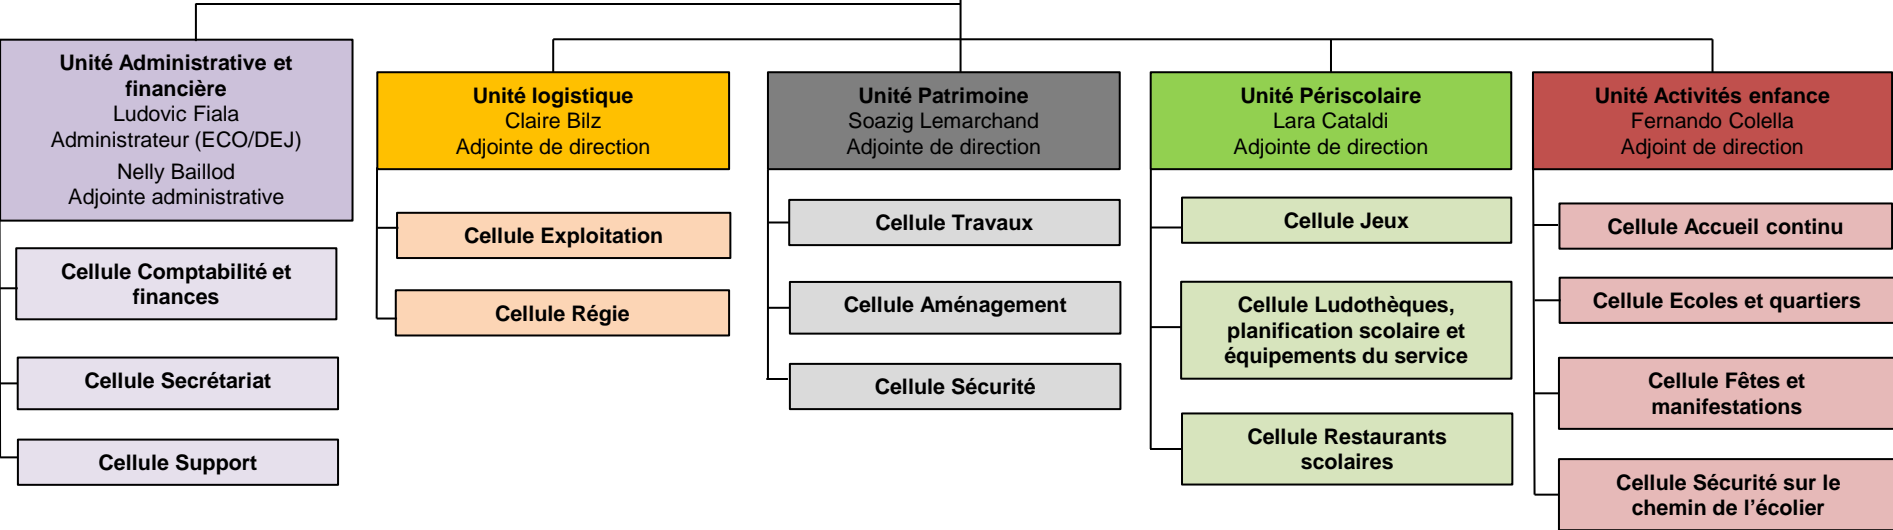 Unité Administrative et
financière
Ludovic Fiala
Administrateur (ECO/DEJ)
Nelly Baillod
Adjointe administrative
Cellule Comptabilité et
finances
Cellule Secrétariat
Cellule Support
Unité logistique
Claire Bilz
Adjointe de direction
Cellule Exploitation
Cellule Régie
Unité Patrimoine
Soazig Lemarchand
Adjointe de direction
Cellule Travaux
Cellule Aménagement
Cellule Sécurité
Unité Périscolaire
Lara Cataldi
Adjointe de direction
Cellule Jeux
Cellule Ludothèques,
planification scolaire et
équipements du service
Cellule Restaurants
scolaires
Unité Activités enfance
Fernando Colella
Adjoint de direction
Cellule Accueil continu
Cellule Ecoles et quartiers
Cellule Fêtes et
manifestations
Cellule Sécurité sur le
chemin de l'écolier